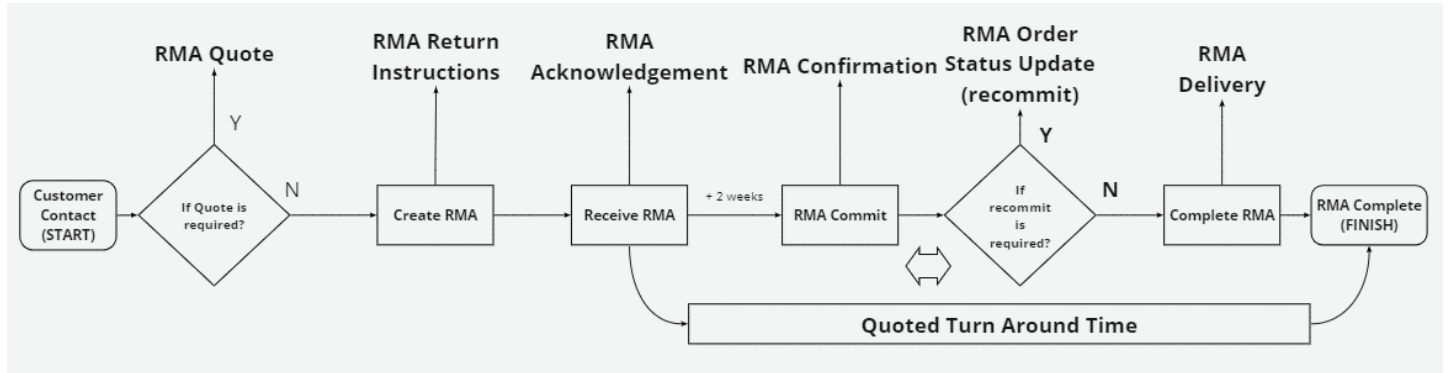 RMA Quote
RMA Return
Instructions
RMA
Acknowledgement
RMA Confirmation
RMA Order
Status Update
(recommit)
RMA
Delivery
Y
Y
Customer
Contact
(START)
If Quote is
required?
N
Create RMA
Receive RMA
+ 2 weeks
RMA Commit
If
recommit
is
required?
N
Complete RMA
RMA Complete
(FINISH)
Quoted Turn Around Time